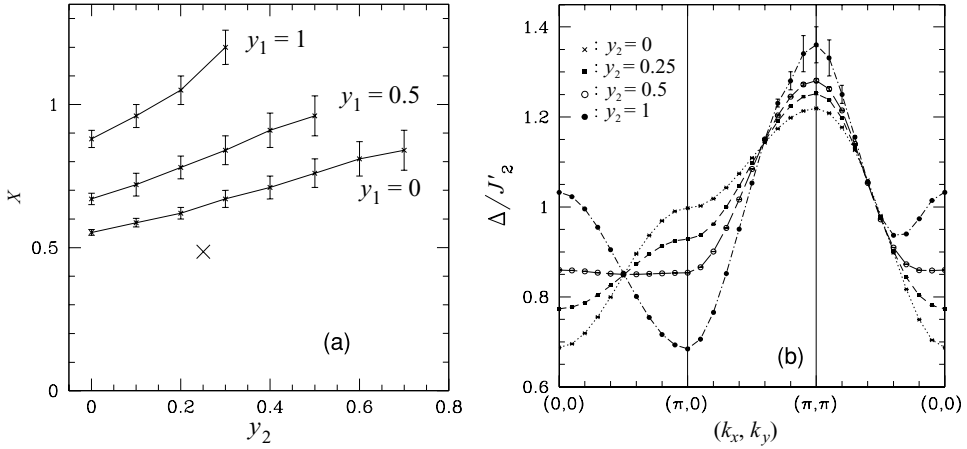 y₁ = 1
y₁ = 0.5
y₁ = 0
(a)
x
1
0.5
0
0
0.2
0.4
0.6
0.8
y₂
: y₂ = 0
: y₂ = 0.25
: y₂ = 0.5
: y₂ = 1
(b)
Δ/J′₂
1.4
1.2
1
0.8
0.6
(0,0)
(π,0)
(π,π)
(0,0)
(kₓ, k_y)